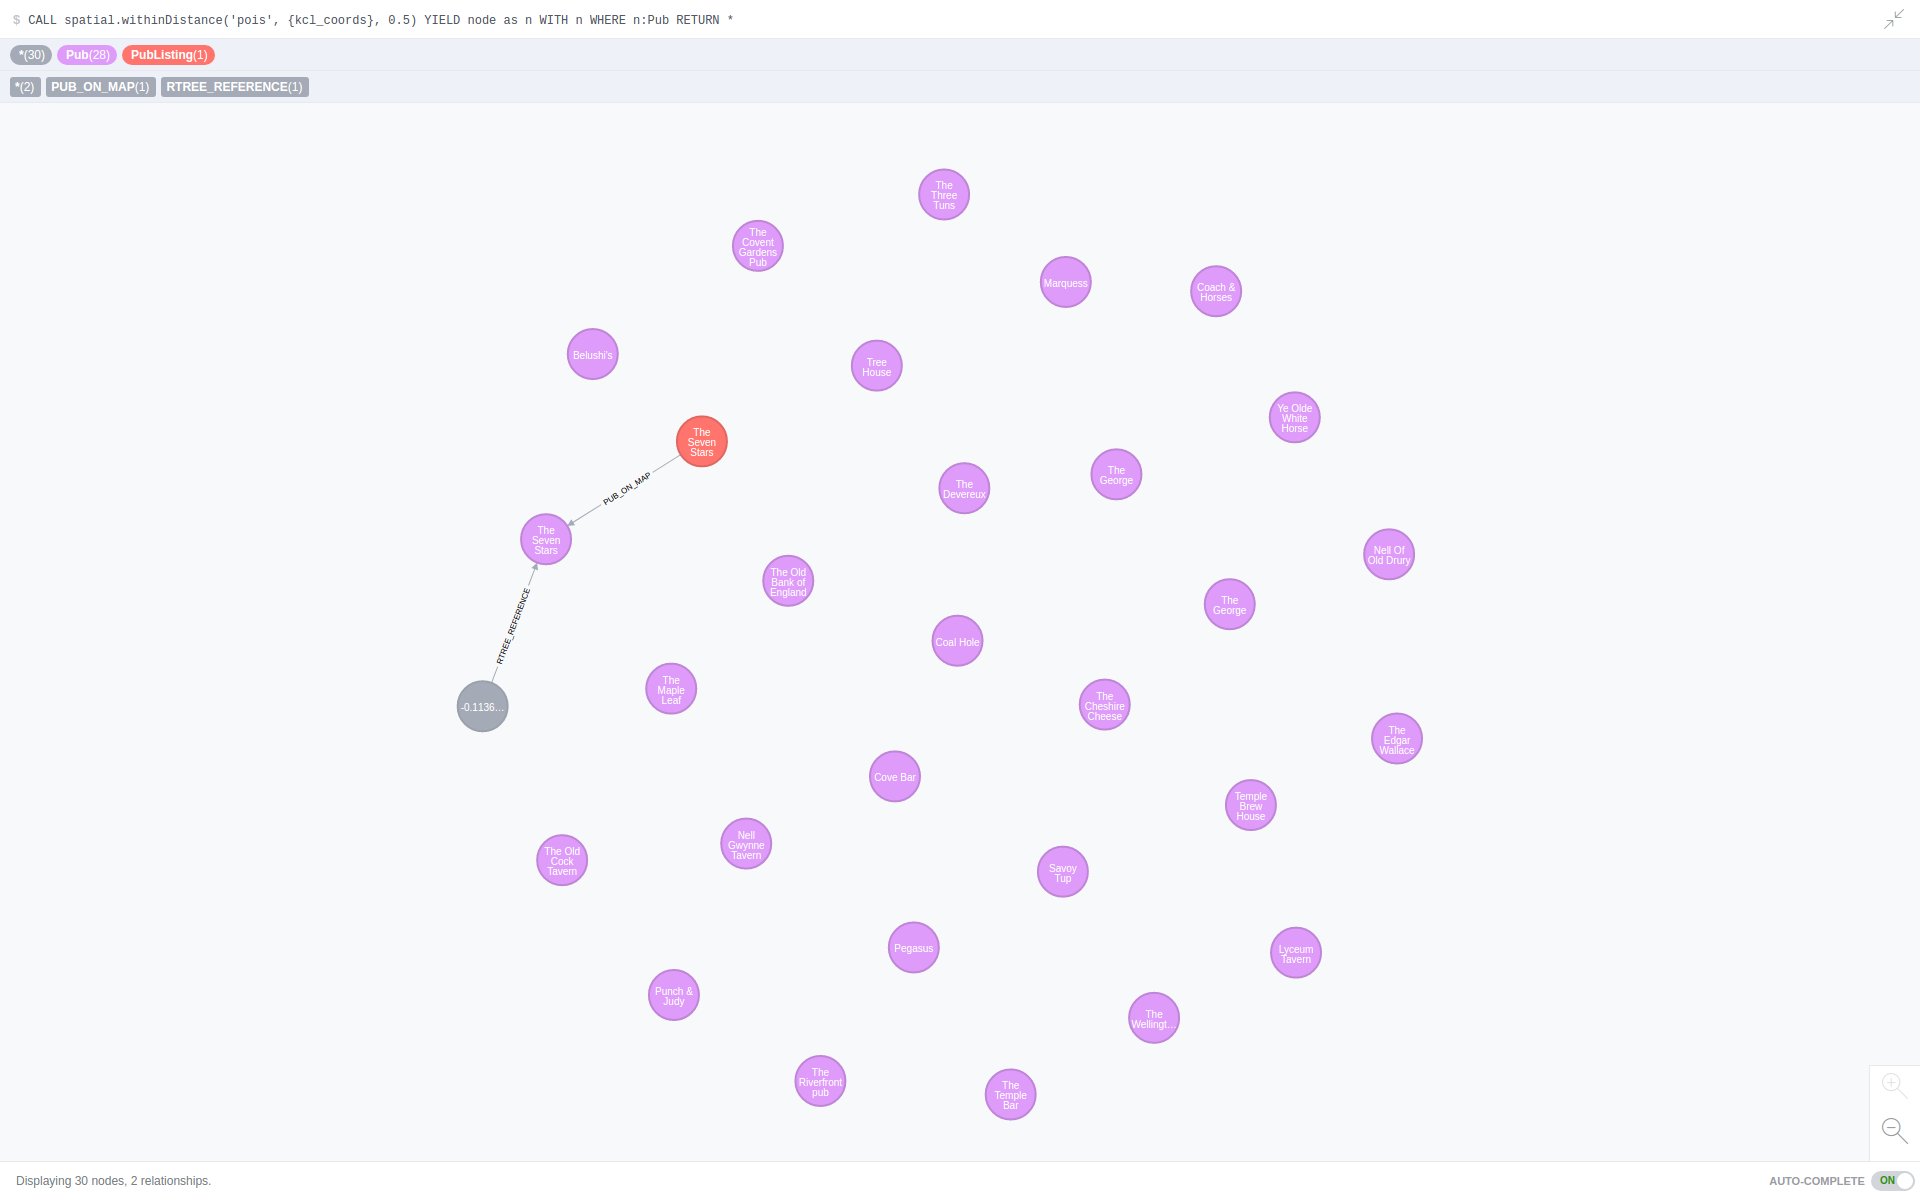 $ CALL spatial.withinDistance('pois', {kcl_coords}, 0.5) YIELD node as n WITH n WHERE n:Pub RETURN *
*(30) Pub(28) PubListing(1)
*(2) PUB_ON_MAP(1) RTREE_REFERENCE(1)
The
Three
Tuns
The
Covent
Gardens
Pub
Marquess
Coach &
Horses
Belushi's
Tree
House
Ye Olde
White
Horse
The
Seven
Stars
PUB_ON_MAP
The
Devereux
The
George
The
Seven
Stars
Nell Of
Old Drury
The Old
Bank of
England
The
George
RTREE_REFERENCE
Coal Hole
The
Maple
Leaf
-0.1136...
The
Cheshire
Cheese
The
Edgar
Wallace
Cove Bar
Temple
Brew
House
Nell
Gwynne
Tavern
The Old
Cock
Tavern
Savoy
Tup
Pegasus
Lyceum
Tavern
Punch &
Judy
The
Wellingt...
The
Riverfront
pub
The
Temple
Bar
Displaying 30 nodes, 2 relationships.
AUTO-COMPLETE ON